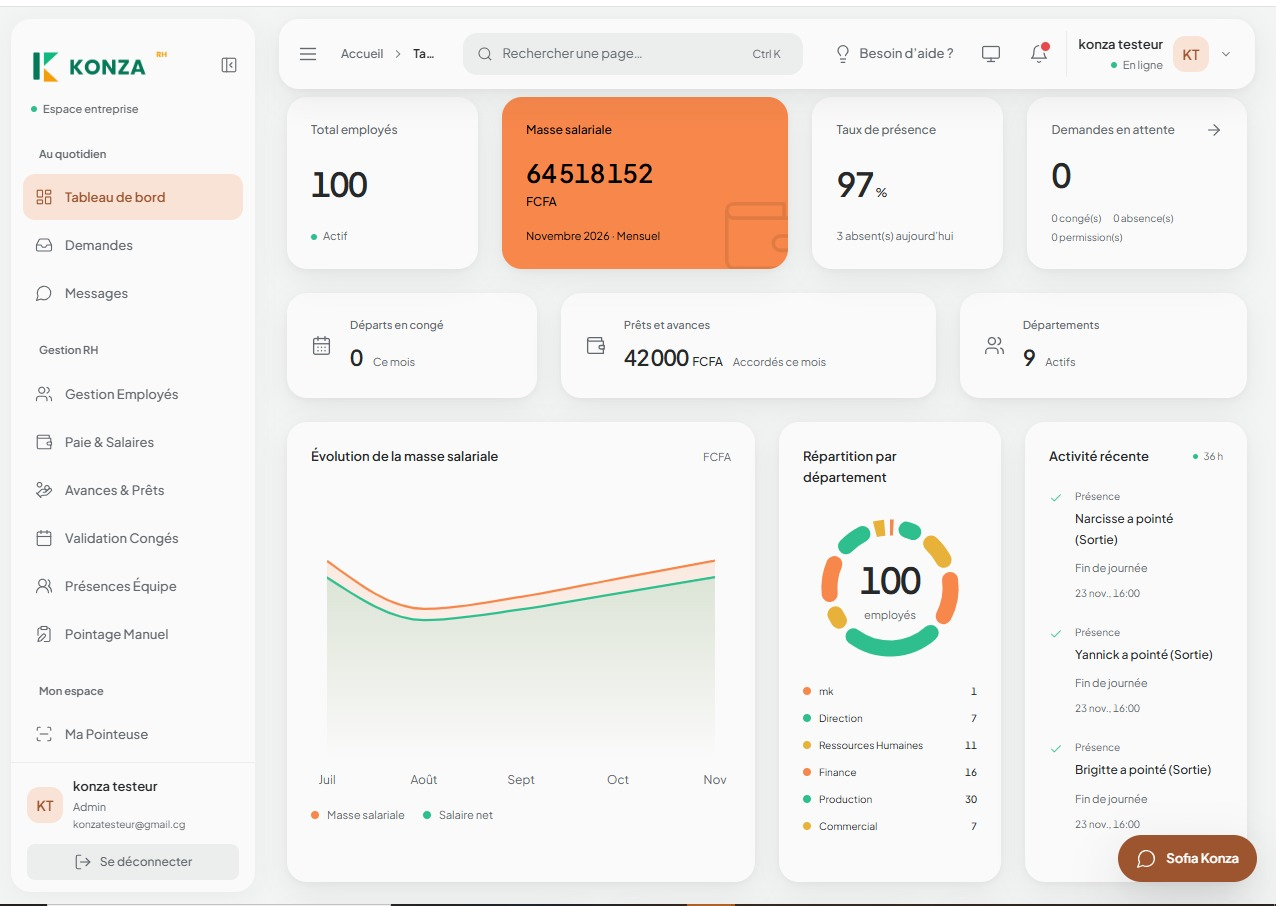 KONZA RH
Espace entreprise
Au quotidien
Tableau de bord
Demandes
Messages
Gestion RH
Gestion Employés
Paie & Salaires
Avances & Prêts
Validation Congés
Présences Équipe
Pointage Manuel
Mon espace
Ma Pointeuse
KT
konza testeur
Admin
konzatesteur@gmail.cg
Se déconnecter
Accueil > Ta...
Rechercher une page... Ctrl K
Besoin d'aide ?
konza testeur
En ligne
KT
Total employés
100
Actif
Masse salariale
64 518 152
FCFA
Novembre 2026 · Mensuel
Taux de présence
97 %
3 absent(s) aujourd'hui
Demandes en attente
0
0 congé(s) 0 absence(s)
0 permission(s)
Départs en congé
0 Ce mois
Prêts et avances
42 000 FCFA Accordés ce mois
Départements
9 Actifs
Évolution de la masse salariale FCFA
Juil Août Sept Oct Nov
Masse salariale Salaire net
Répartition par
département
100
employés
mk 1
Direction 7
Ressources Humaines 11
Finance 16
Production 30
Commercial 7
Activité récente 36 h
Présence
Narcisse a pointé
(Sortie)
Fin de journée
23 nov., 16:00
Présence
Yannick a pointé (Sortie)
Fin de journée
23 nov., 16:00
Présence
Brigitte a pointé (Sortie)
Fin de journée
23 nov., 16:00
Sofia Konza